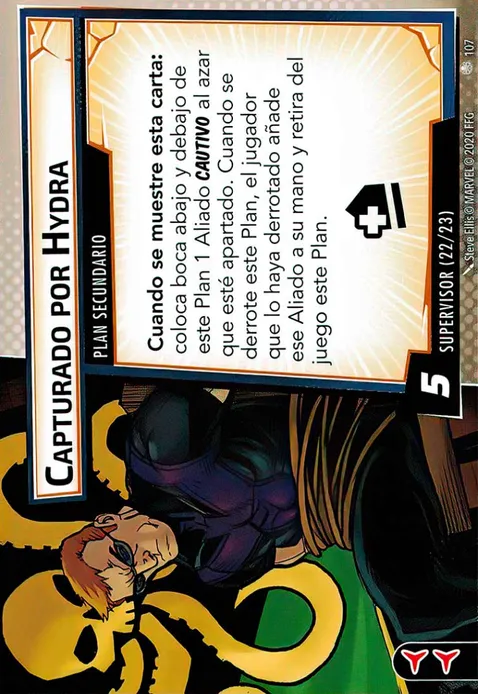 CAPTURADO POR HYDRA
PLAN SECUNDARIO
Cuando se muestre esta carta:
coloca boca abajo y debajo de
este Plan 1 Aliado CAUTIVO al azar
que esté apartado. Cuando se
derrote este Plan, el jugador
que lo haya derrotado añade
ese Aliado a su mano y retira del
juego este Plan.
5
SUPERVISOR (22/23)
Steve Ellis © MARVEL © 2020 FFG
107